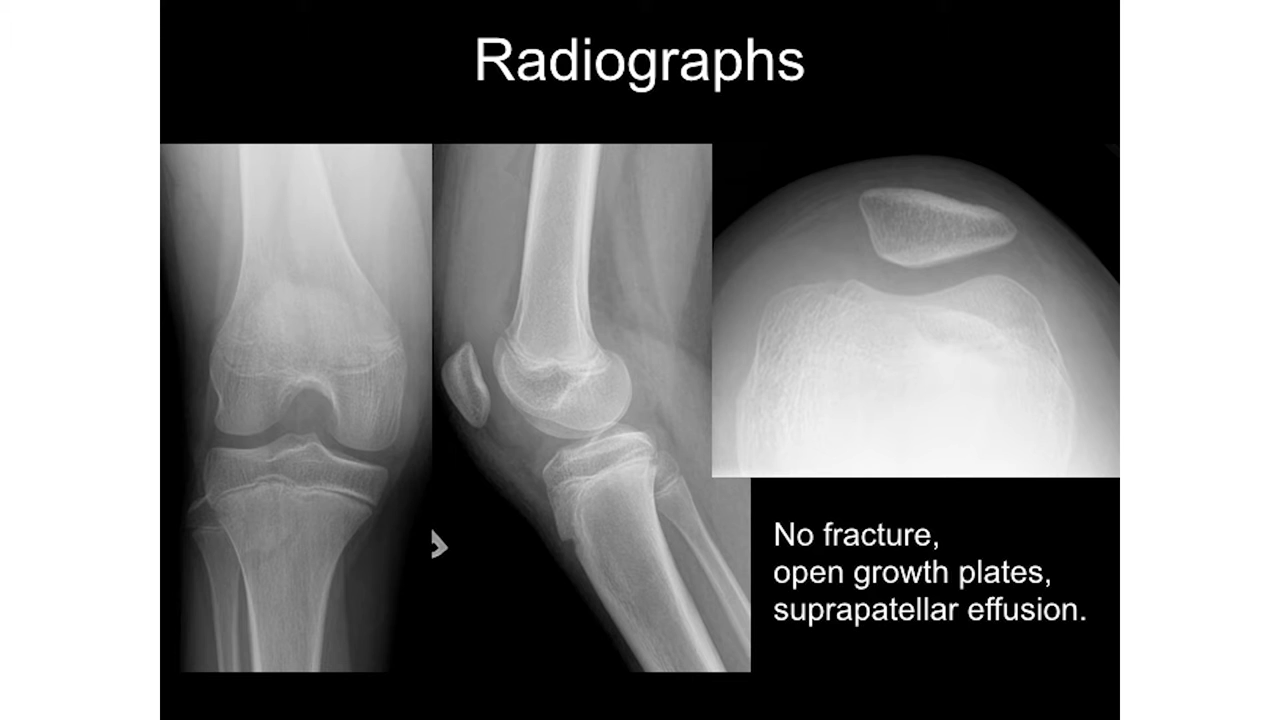 Radiographs
No fracture,
open growth plates,
suprapatellar effusion.